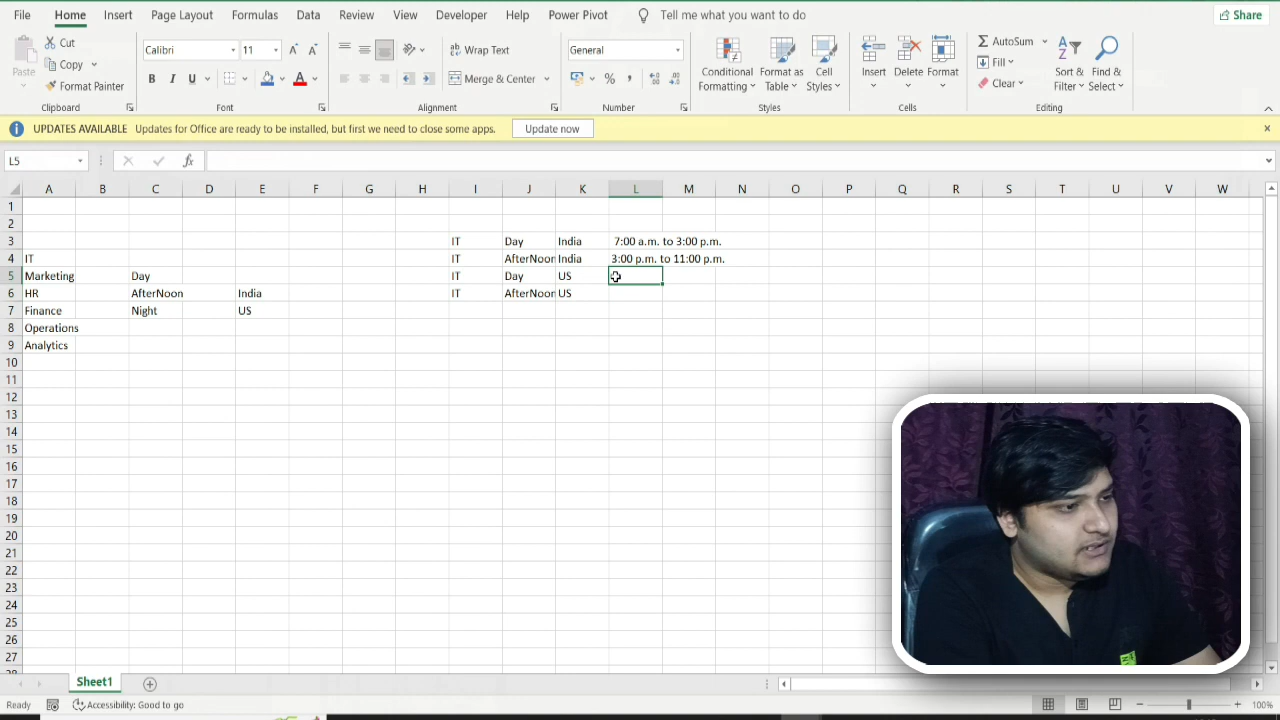 File Home Insert Page Layout Formulas Data Review View Developer Help Power Pivot Tell me what you want to do Share
Paste Cut Copy Format Painter Clipboard
Calibri 11 B I U Font
Wrap Text Merge & Center Alignment
General % , Number
Conditional Formatting Format as Table Cell Styles Styles
Insert Delete Format Cells
AutoSum Fill Clear Sort & Filter Find & Select Editing
UPDATES AVAILABLE Updates for Office are ready to be installed, but first we need to close some apps. Update now
L5 fx
A B C D E F G H I J K L M N O P Q R S T U V W
1
2
3 IT Day India 7:00 a.m. to 3:00 p.m.
4 IT IT AfterNoon India 3:00 p.m. to 11:00 p.m.
5 Marketing Day IT Day US
6 HR AfterNoon India IT AfterNoon US
7 Finance Night US
8 Operations
9 Analytics
10
11
12
13
14
15
16
17
18
19
20
21
22
23
24
25
26
27
Sheet1
Ready Accessibility: Good to go 100%